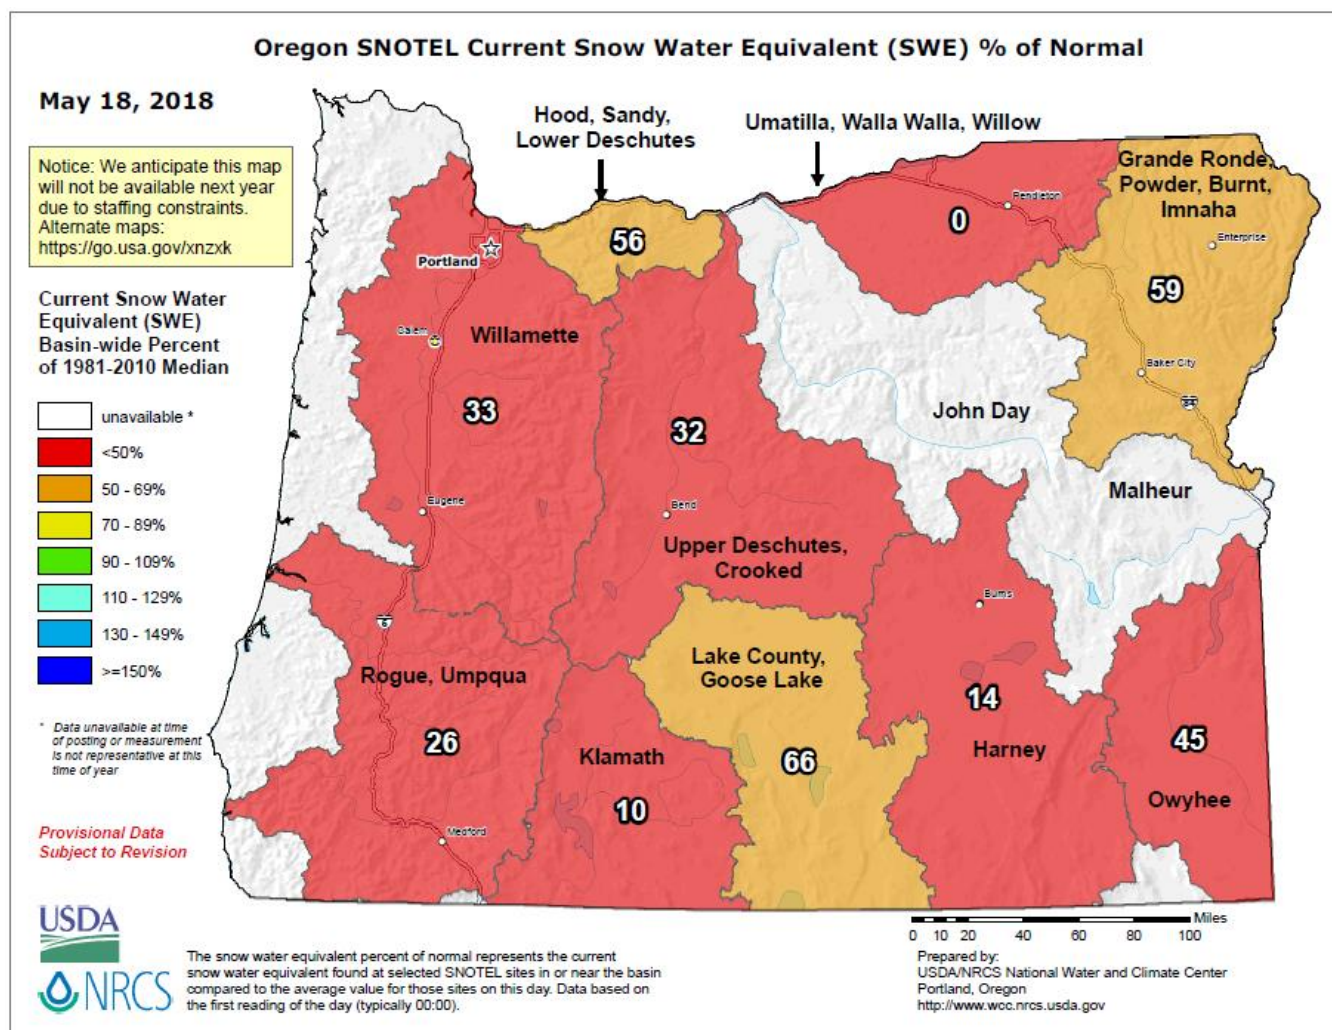 Oregon SNOTEL Current Snow Water Equivalent (SWE) % of Normal
May 18, 2018
Notice: We anticipate this map
will not be available next year
due to staffing constraints.
Alternate maps:
https://go.usa.gov/xnzxk
Current Snow Water
Equivalent (SWE)
Basin-wide Percent
of 1981-2010 Median
unavailable *
<50%
50 - 69%
70 - 89%
90 - 109%
110 - 129%
130 - 149%
>=150%
* Data unavailable at time
of posting or measurement
is not representative at this
time of year
Provisional Data
Subject to Revision
Hood, Sandy,
Lower Deschutes
Umatilla, Walla Walla, Willow
Grande Ronde,
Powder, Burnt,
Imnaha
Pendleton
Enterprise
0
56
59
Portland
Salem
Willamette
33
32
Baker City
84
John Day
Malheur
Eugene
Bend
Upper Deschutes,
Crooked
Burns
Rogue, Umpqua
26
Lake County,
Goose Lake
66
Klamath
10
14
Harney
45
Owyhee
Medford
USDA
NRCS
The snow water equivalent percent of normal represents the current
snow water equivalent found at selected SNOTEL sites in or near the basin
compared to the average value for those sites on this day. Data based on
the first reading of the day (typically 00:00).
Miles
0 10 20 40 60 80 100
Prepared by:
USDA/NRCS National Water and Climate Center
Portland, Oregon
http://www.wcc.nrcs.usda.gov